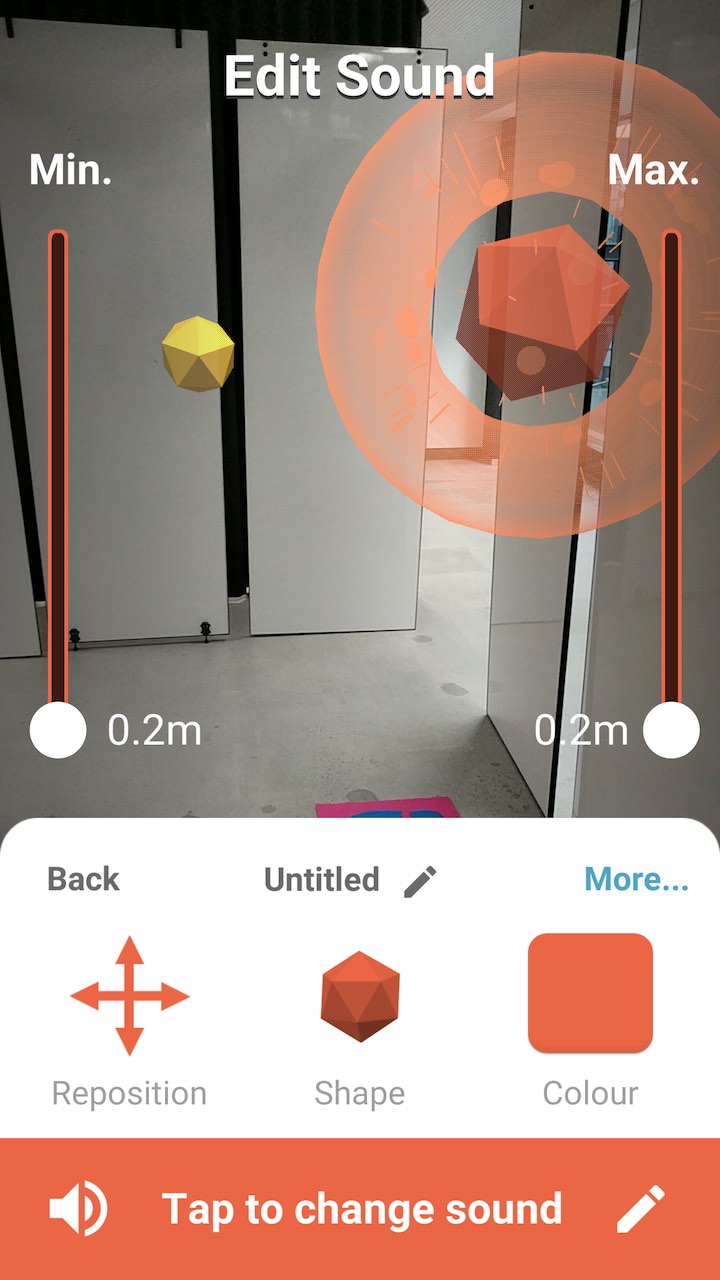 Edit Sound
Min.
Max.
0.2m
0.2m
Back
Untitled
More...
Reposition
Shape
Colour
Tap to change sound